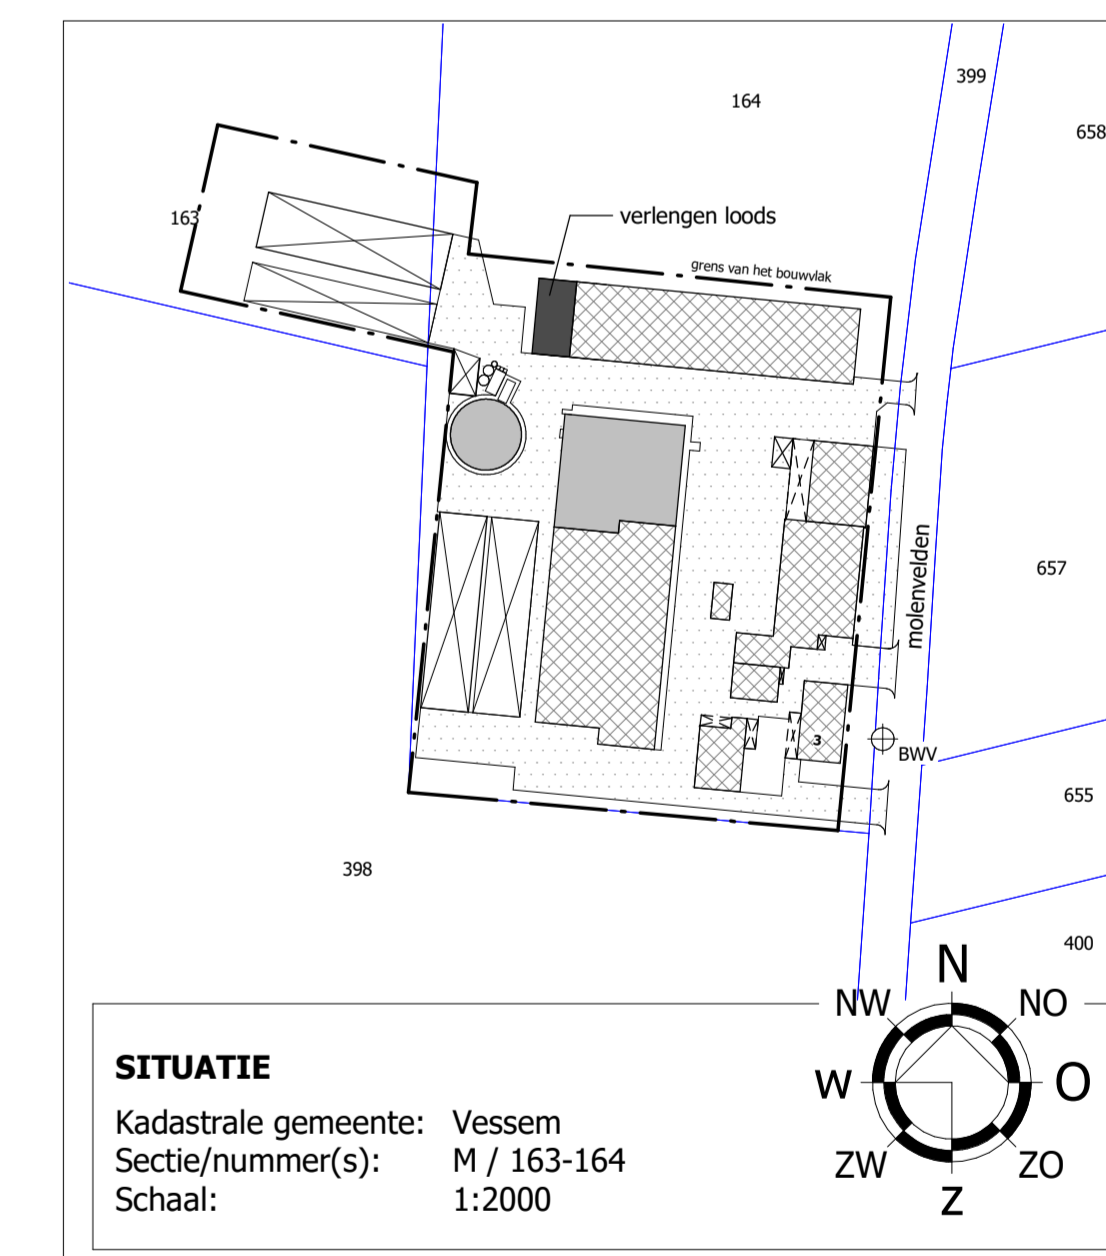 399
164
658
163
verlengen loods
grens van het bouwvlak
molenvelden
657
3
BWV
655
398
400
N
NW
NO
W
O
ZW
ZO
Z
SITUATIE
Kadastrale gemeente: Vessem
Sectie/nummer(s): M / 163-164
Schaal: 1:2000